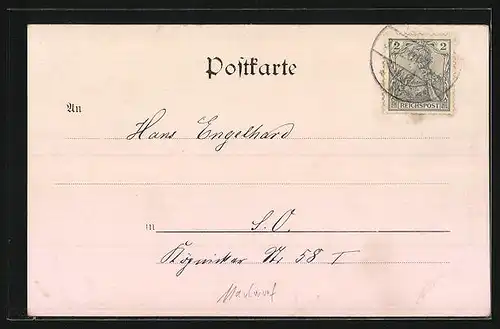 Postkarte
2 2
REICHSPOST
An
Hans Engelhard
in S.O.
Köpnicker Str 58 I